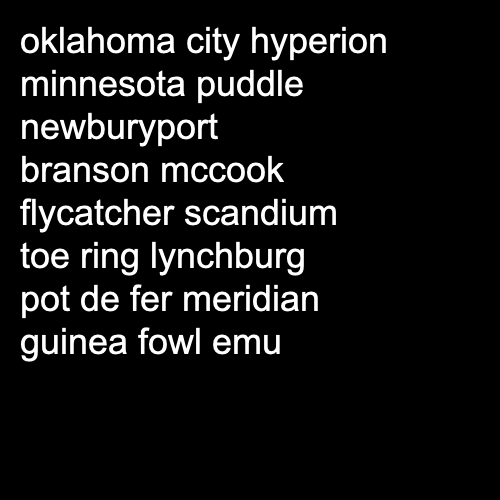 oklahoma city hyperion
minnesota puddle
newburyport
branson mccook
flycatcher scandium
toe ring lynchburg
pot de fer meridian
guinea fowl emu